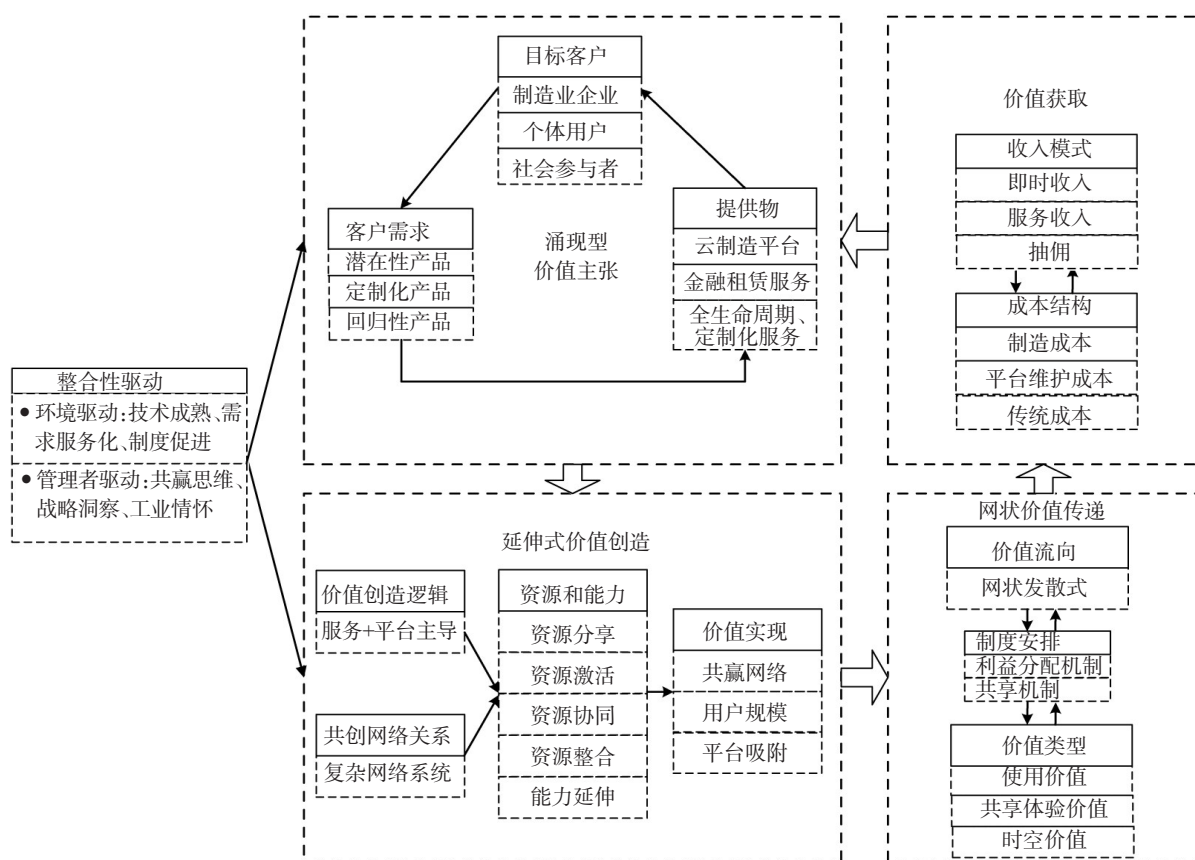 整合性驱动
● 环境驱动:技术成熟、需
求服务化、制度促进
● 管理者驱动:共赢思维、
战略洞察、工业情怀
目标客户
制造业企业
个体用户
社会参与者
客户需求
潜在性产品
定制化产品
回归性产品
涌现型
价值主张
提供物
云制造平台
金融租赁服务
全生命周期、
定制化服务
延伸式价值创造
价值创造逻辑
服务+平台主导
共创网络关系
复杂网络系统
资源和能力
资源分享
资源激活
资源协同
资源整合
能力延伸
价值实现
共赢网络
用户规模
平台吸附
网状价值传递
价值流向
网状发散式
制度安排
利益分配机制
共享机制
价值类型
使用价值
共享体验价值
时空价值
价值获取
收入模式
即时收入
服务收入
抽佣
成本结构
制造成本
平台维护成本
传统成本